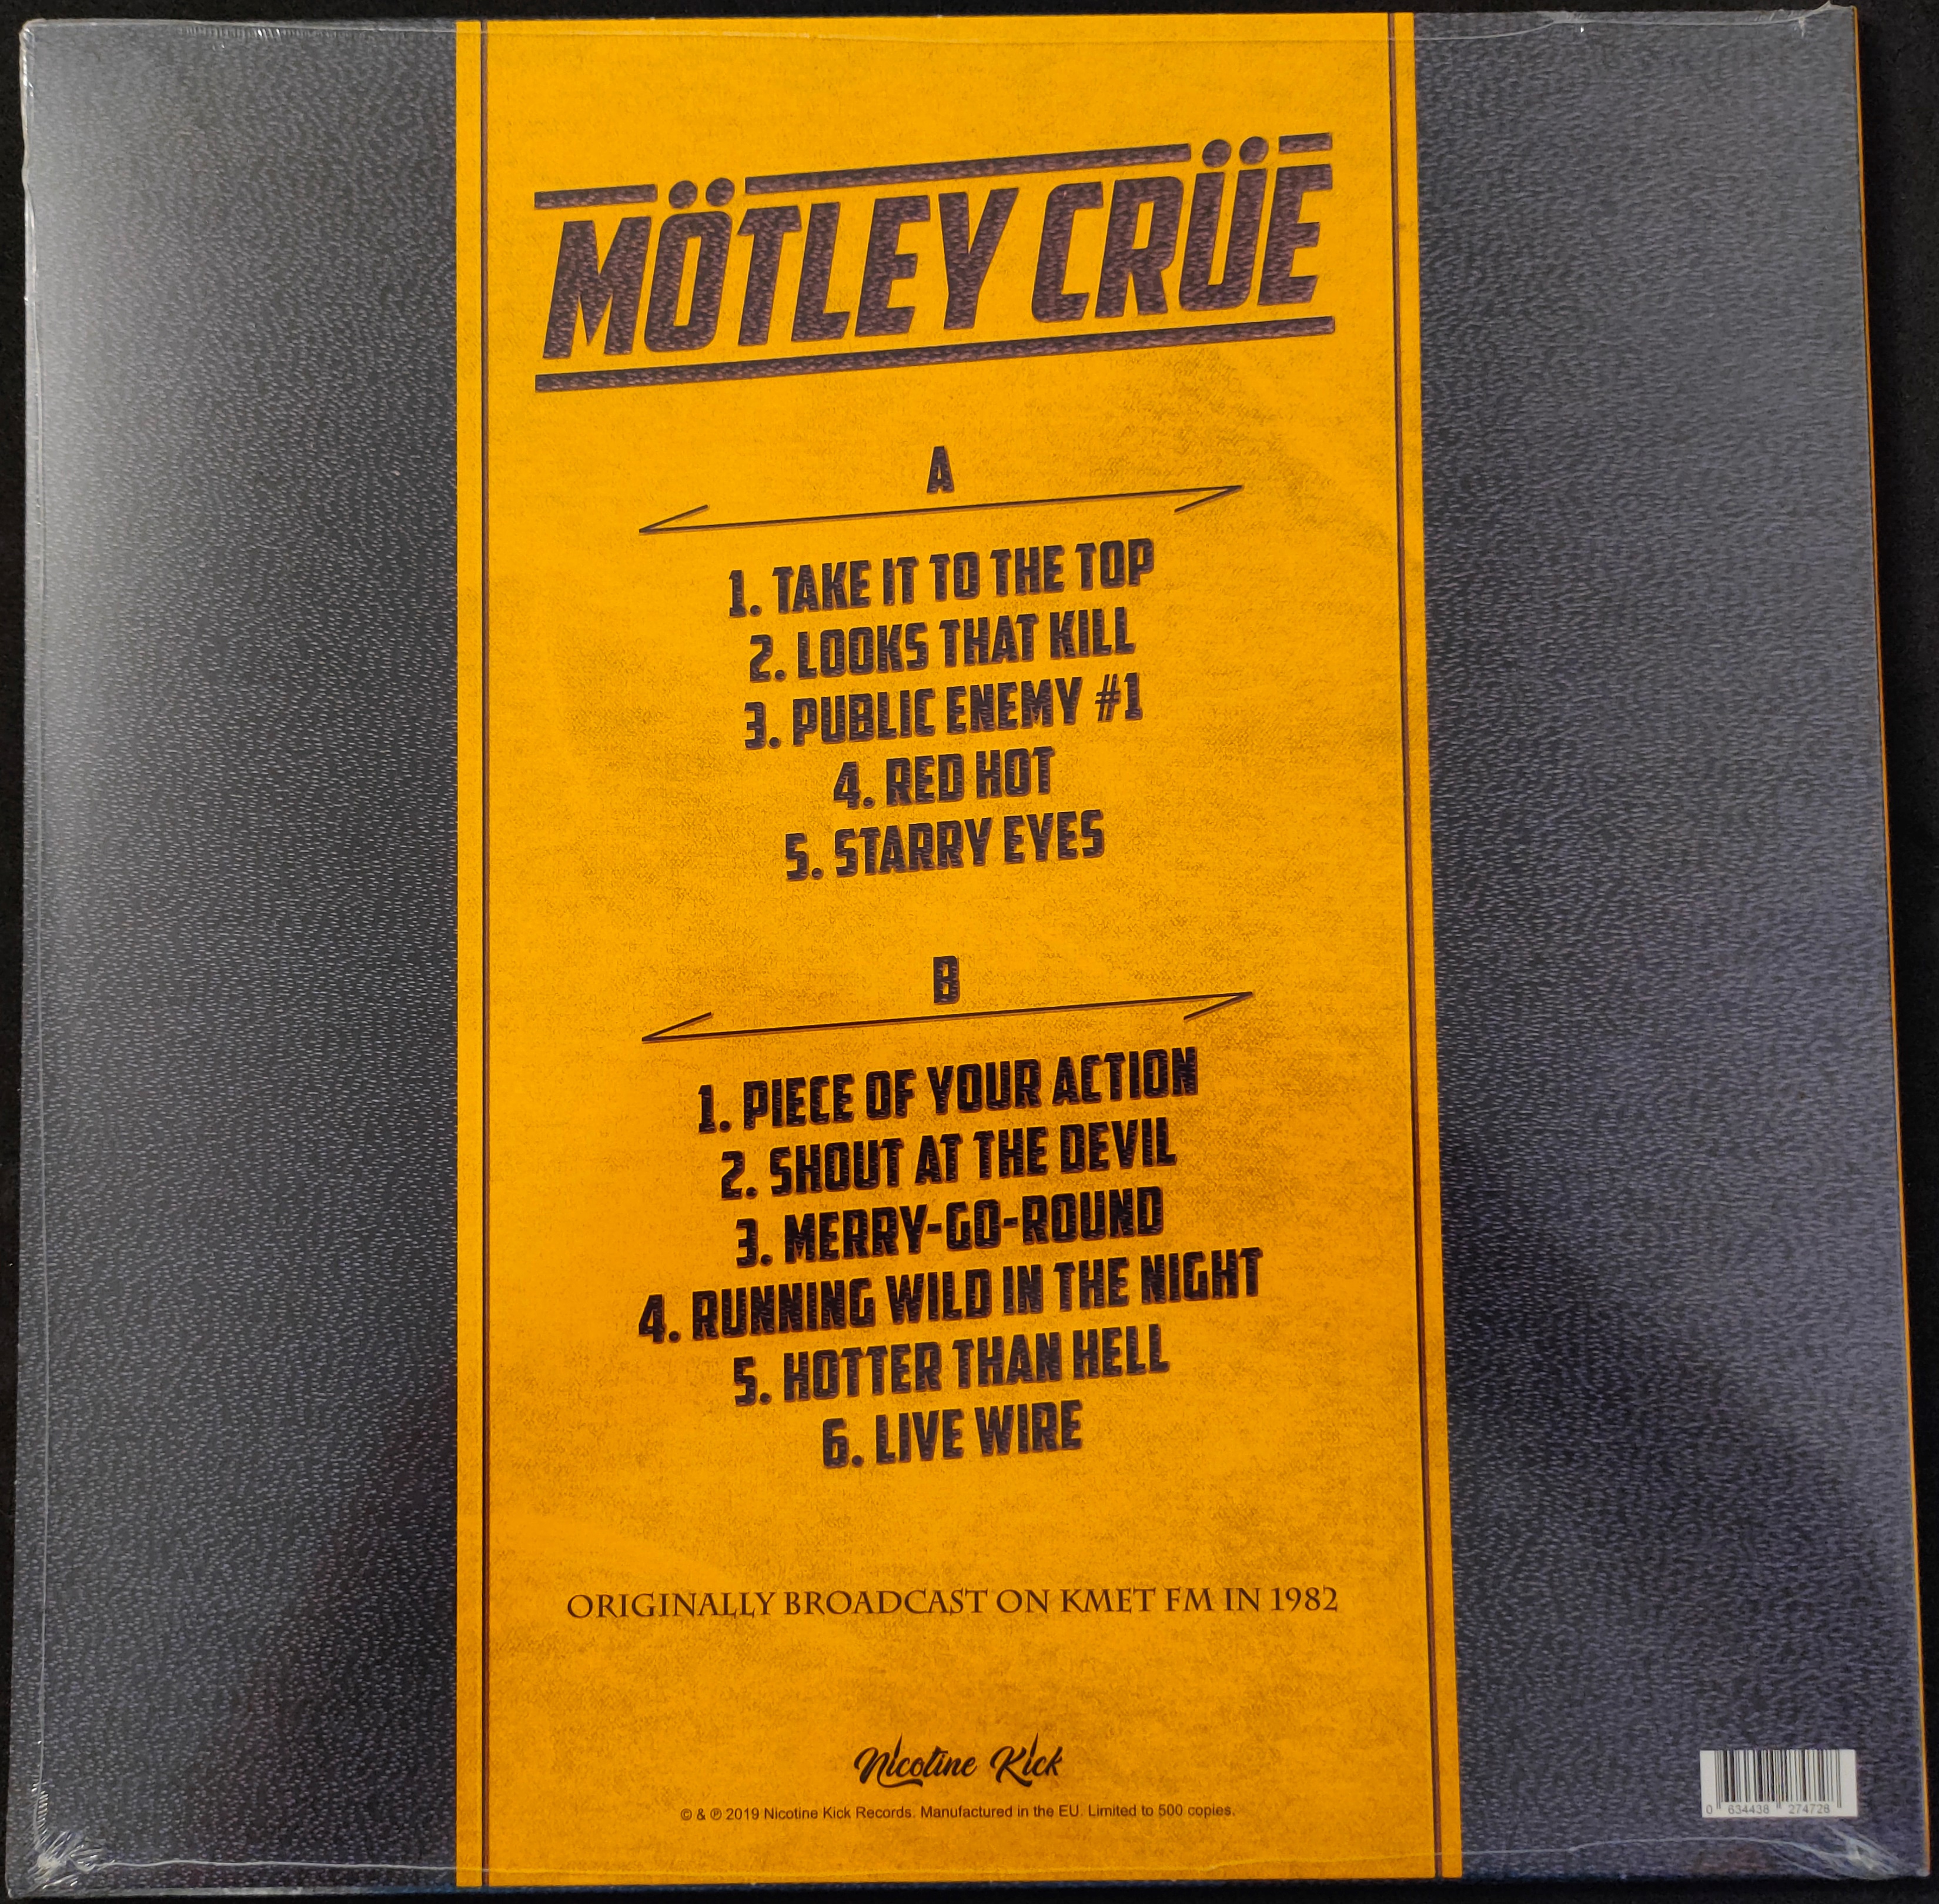 MÖTLEY CRÜE
A
1. TAKE IT TO THE TOP
2. LOOKS THAT KILL
3. PUBLIC ENEMY #1
4. RED HOT
5. STARRY EYES
B
1. PIECE OF YOUR ACTION
2. SHOUT AT THE DEVIL
3. MERRY-GO-ROUND
4. RUNNING WILD IN THE NIGHT
5. HOTTER THAN HELL
6. LIVE WIRE
ORIGINALLY BROADCAST ON KMET FM IN 1982
Nicotine Kick
© & ℗ 2019 Nicotine Kick Records. Manufactured in the EU. Limited to 500 copies.
0 634438 274728